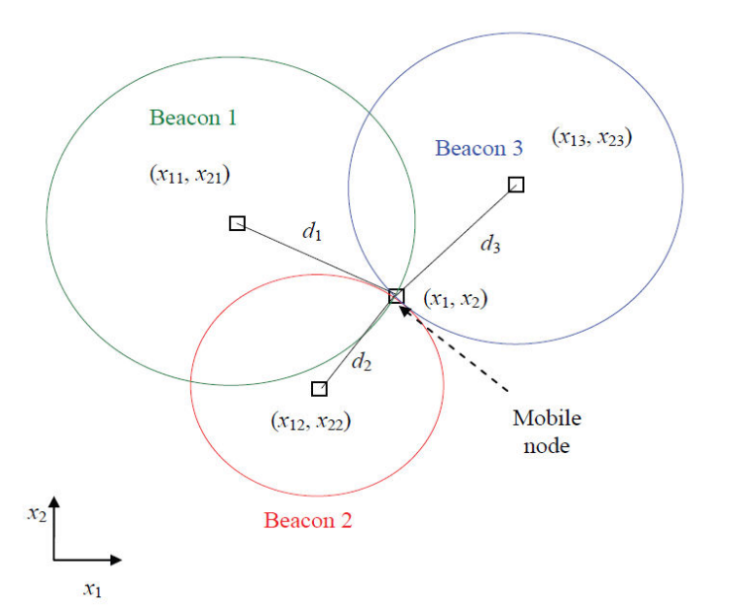 Beacon 1
(x₁₁, x₂₁)
d₁
Beacon 3
(x₁₃, x₂₃)
d₃
(x₁, x₂)
d₂
(x₁₂, x₂₂)
Mobile
node
Beacon 2
x₂
x₁